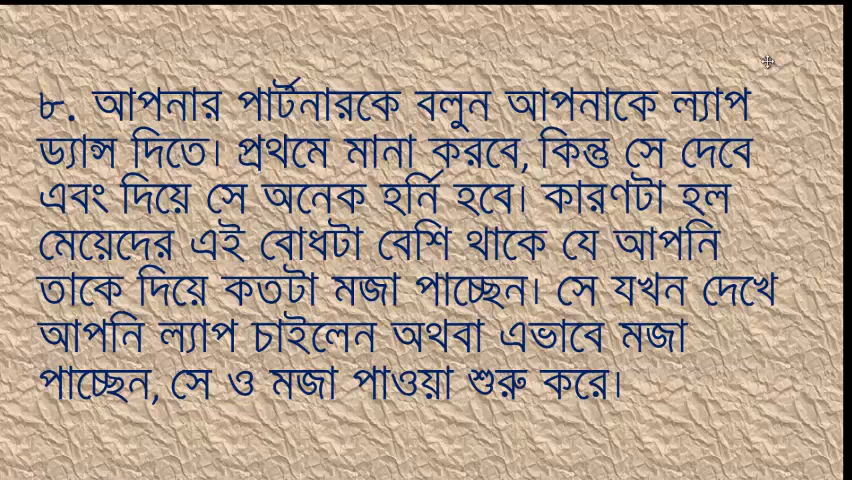 ৮. আপনার পার্টনারকে বলুন আপনাকে ল্যাপ
ড্যান্স দিতে। প্রথমে মানা করবে, কিন্তু সে দেবে
এবং দিয়ে সে অনেক হর্নি হবে। কারণটা হল
মেয়েদের এই বোধটা বেশি থাকে যে আপনি
তাকে দিয়ে কতটা মজা পাচ্ছেন। সে যখন দেখে
আপনি ল্যাপ চাইলেন অথবা এভাবে মজা
পাচ্ছেন, সে ও মজা পাওয়া শুরু করে।